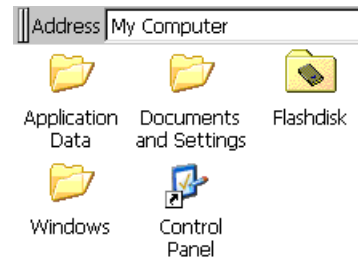 Address My Computer
Application Data
Documents and Settings
Flashdisk
Windows
Control Panel